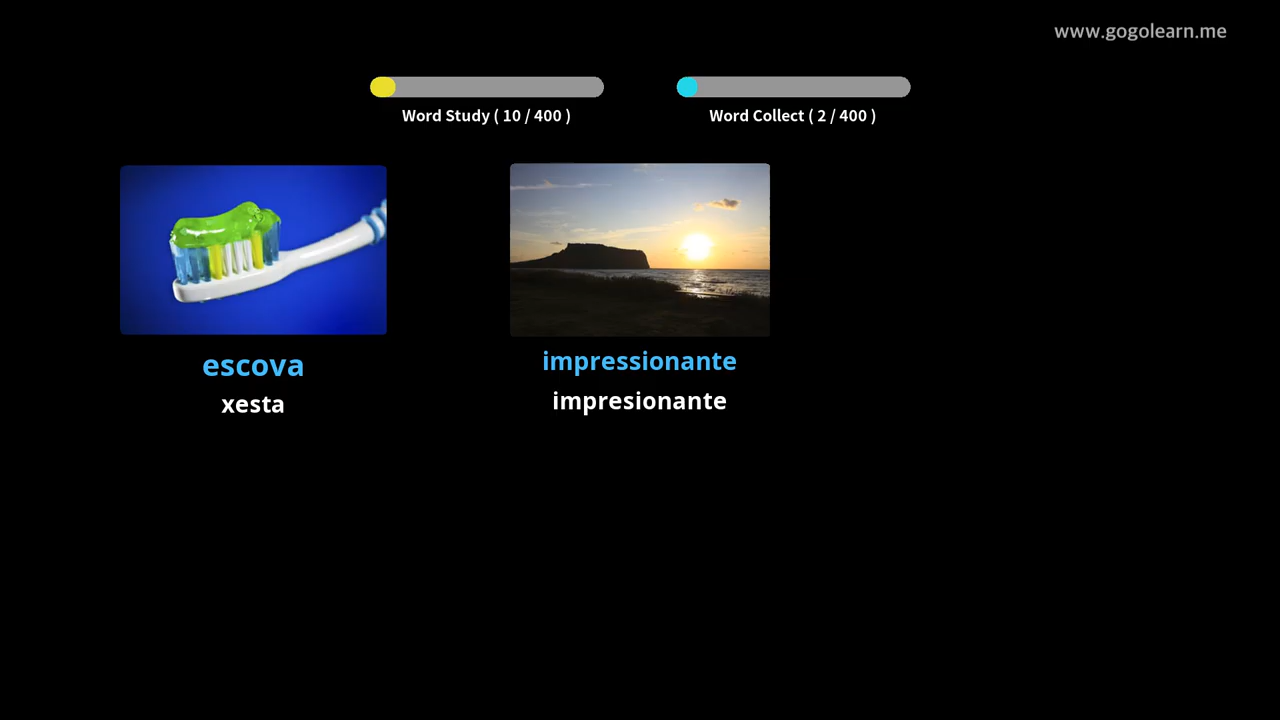 www.gogolearn.me
Word Study ( 10 / 400 )
Word Collect ( 2 / 400 )
escova
xesta
impressionante
impresionante